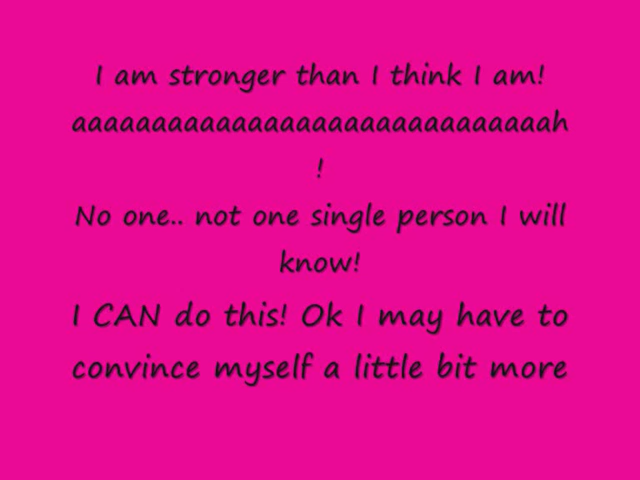 I am stronger than I think I am!
aaaaaaaaaaaaaaaaaaaaaaaaaaaaaaah
!
No one.. not one single person I will
know!
I CAN do this! Ok I may have to
convince myself a little bit more